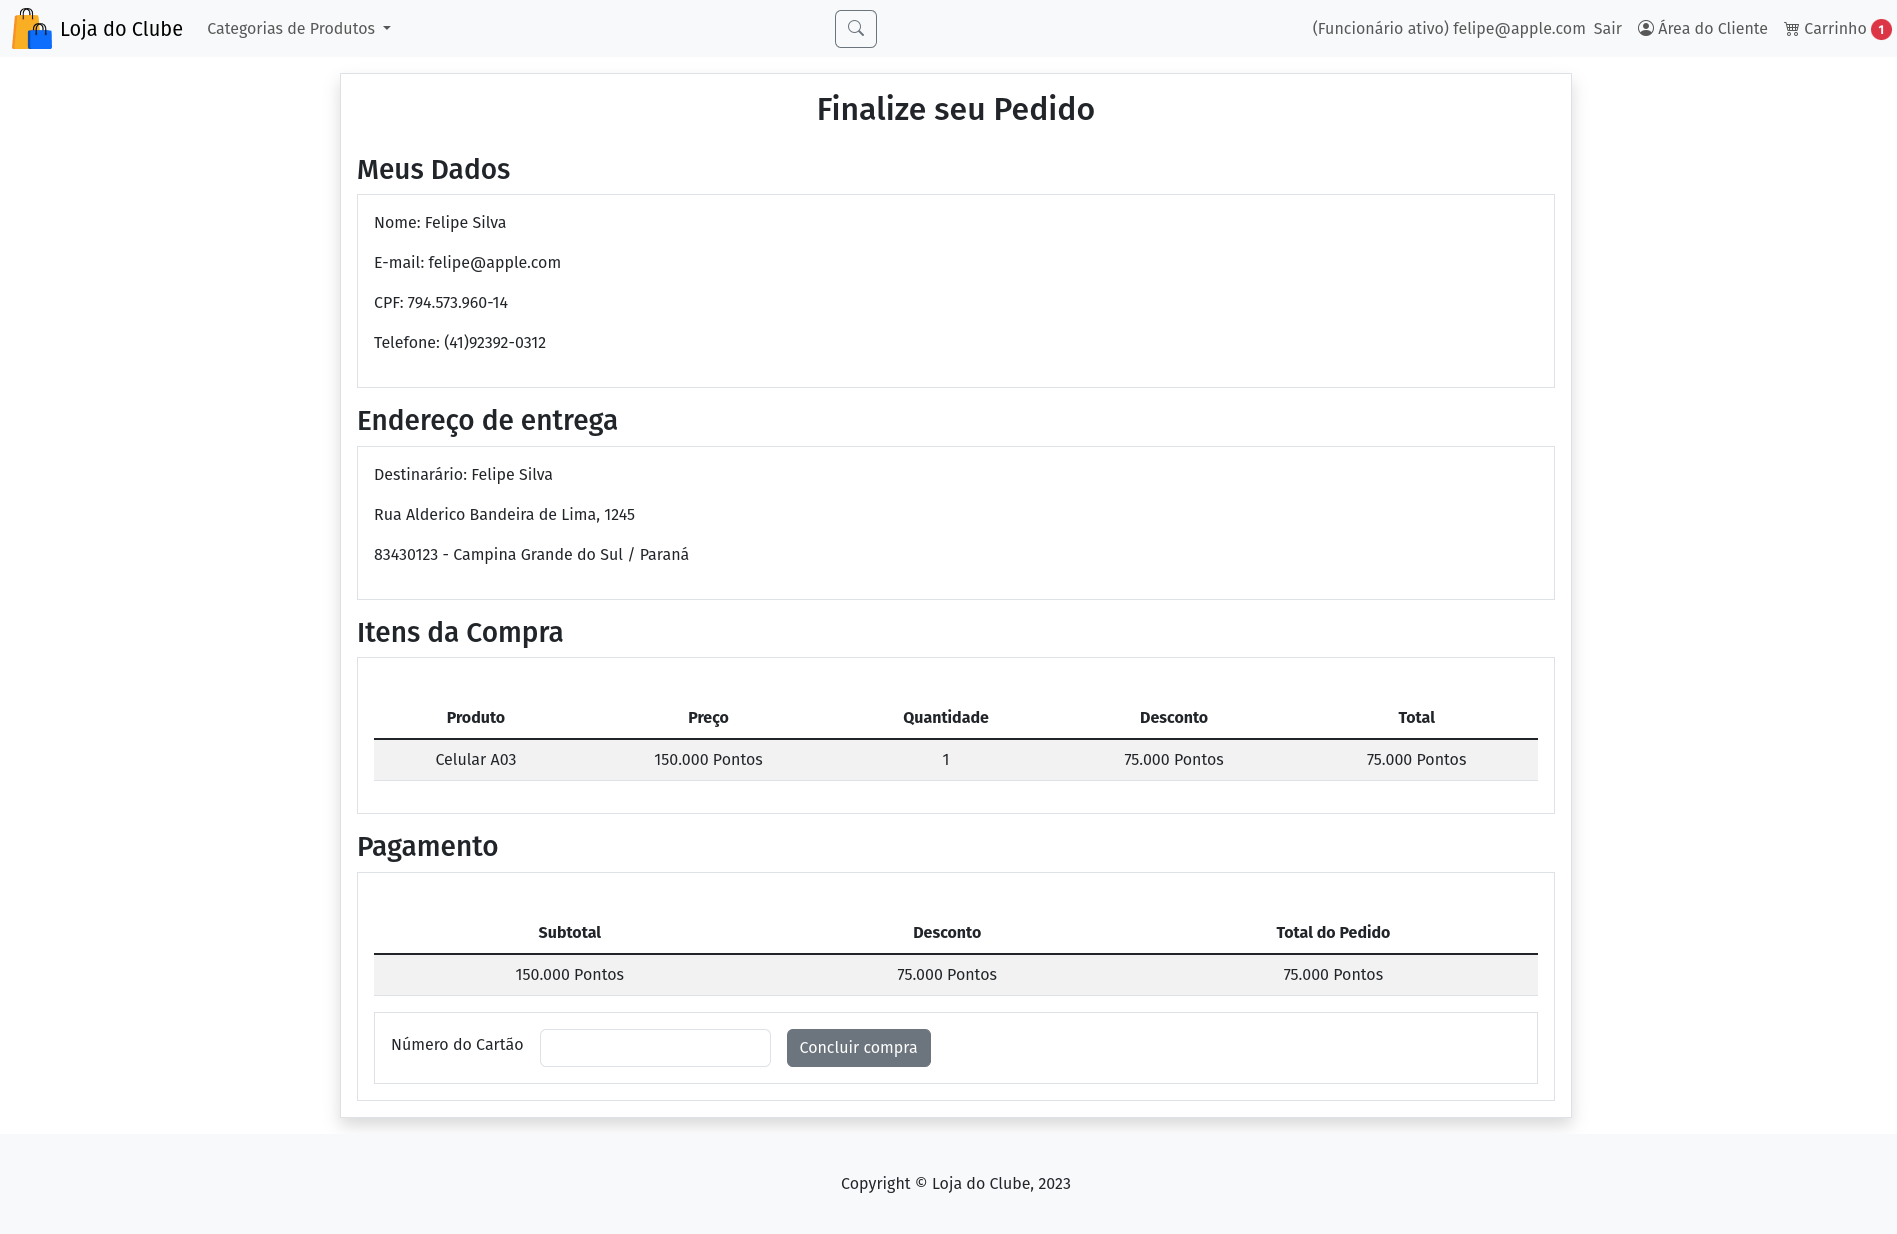 Loja do Clube Categorias de Produtos (Funcionário ativo) felipe@apple.com Sair Área do Cliente Carrinho 1
Finalize seu Pedido
Meus Dados
Nome: Felipe Silva
E-mail: felipe@apple.com
CPF: 794.573.960-14
Telefone: (41)92392-0312
Endereço de entrega
Destinarário: Felipe Silva
Rua Alderico Bandeira de Lima, 1245
83430123 - Campina Grande do Sul / Paraná
Itens da Compra
Produto Preço Quantidade Desconto Total
Celular A03 150.000 Pontos 1 75.000 Pontos 75.000 Pontos
Pagamento
Subtotal Desconto Total do Pedido
150.000 Pontos 75.000 Pontos 75.000 Pontos
Número do Cartão Concluir compra
Copyright © Loja do Clube, 2023